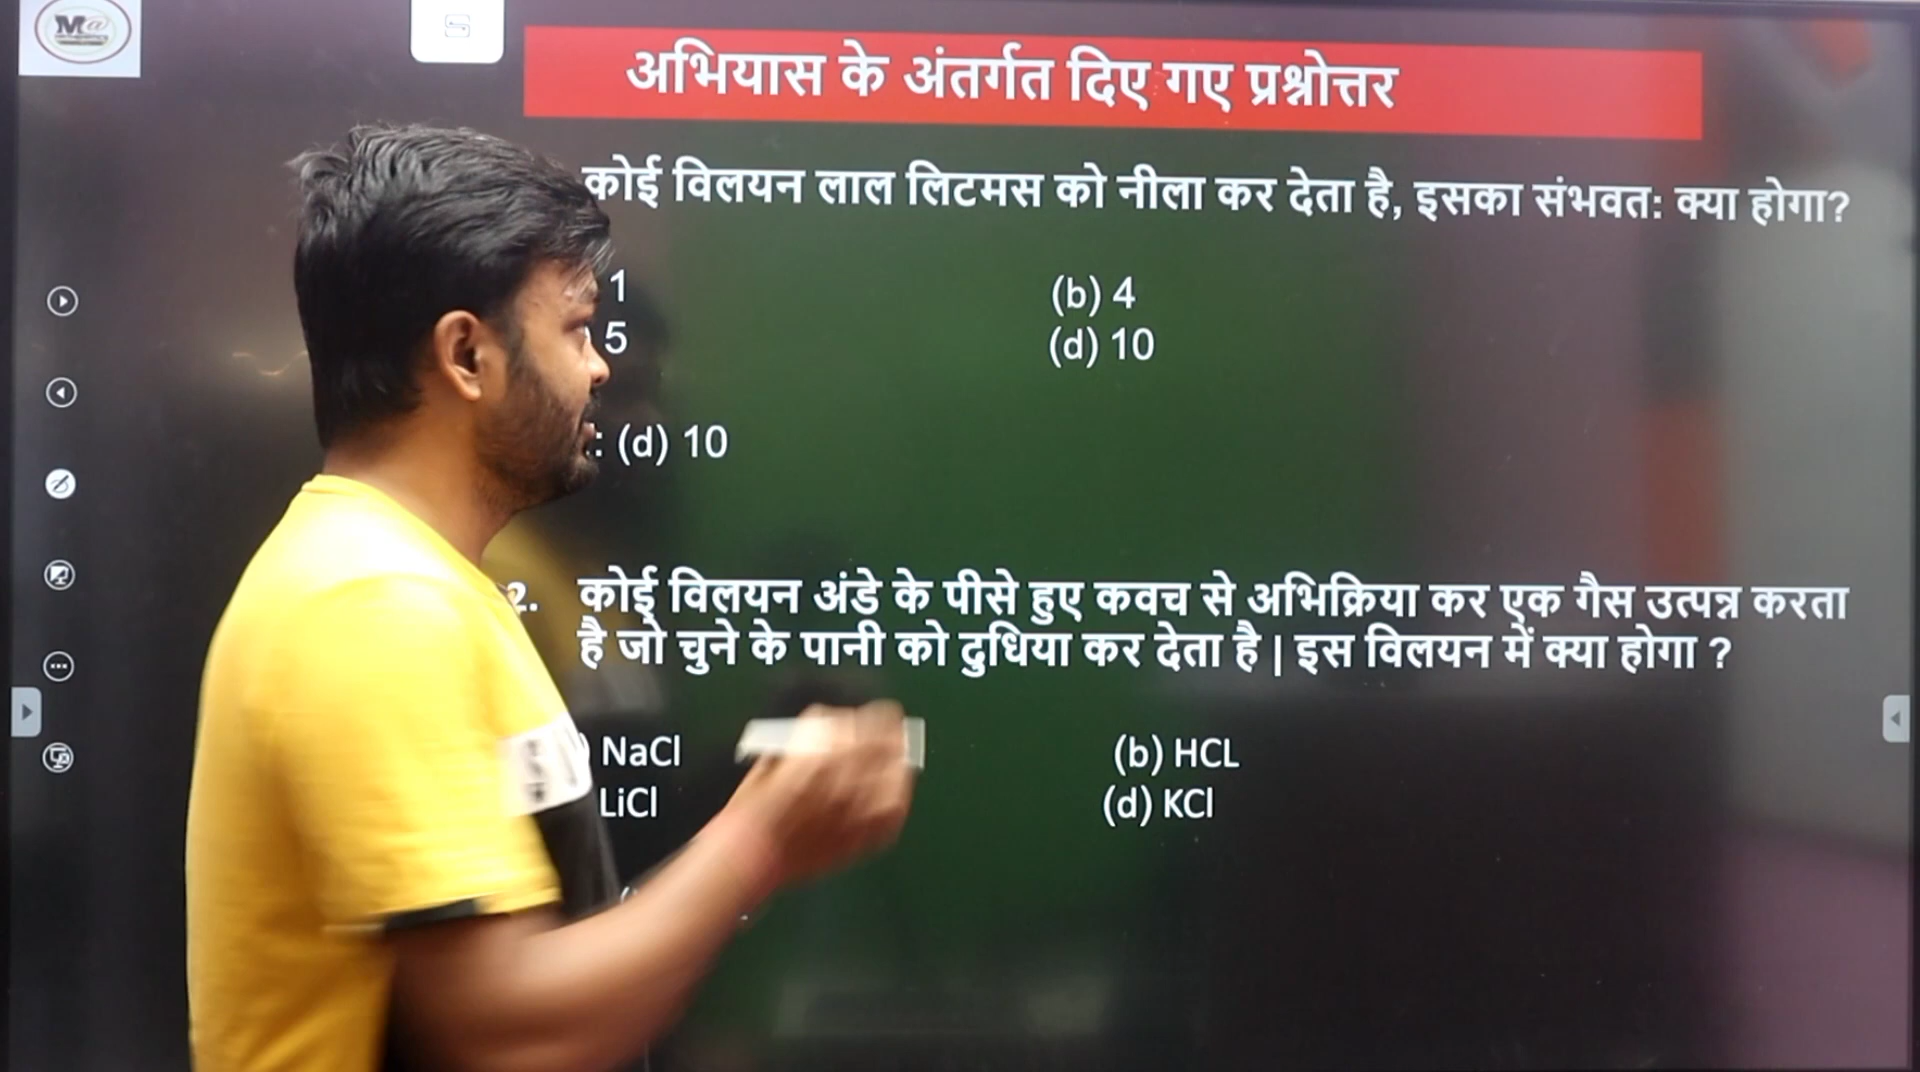 M@
अभियास के अंतर्गत दिए गए प्रश्नोत्तर
कोई विलयन लाल लिटमस को नीला कर देता है, इसका संभवत: क्या होगा?
1 (b) 4
5 (d) 10
: (d) 10
2. कोई विलयन अंडे के पीसे हुए कवच से अभिक्रिया कर एक गैस उत्पन्न करता
है जो चुने के पानी को दुधिया कर देता है | इस विलयन में क्या होगा ?
) NaCl (b) HCL
LiCl (d) KCl